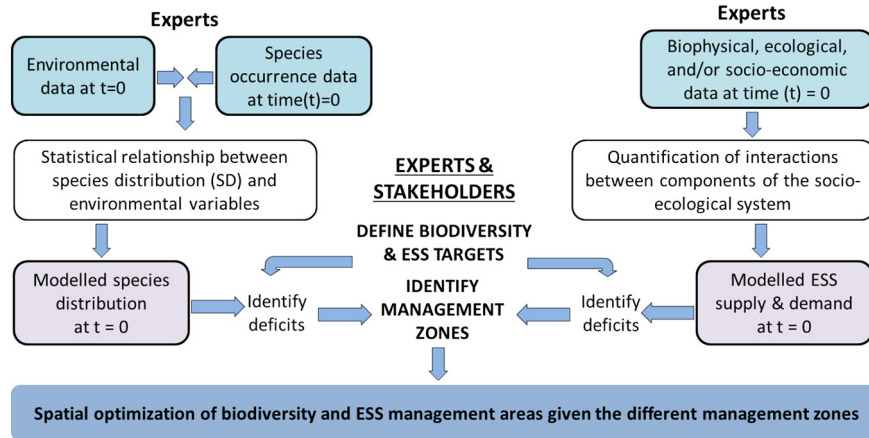 Experts
Environmental
data at t=0
Species
occurrence data
at time(t)=0
Statistical relationship between
species distribution (SD) and
environmental variables
Modelled species
distribution
at t = 0
Identify
deficits
EXPERTS &
STAKEHOLDERS
DEFINE BIODIVERSITY
& ESS TARGETS
IDENTIFY
MANAGEMENT
ZONES
Experts
Biophysical, ecological,
and/or socio-economic
data at time (t) = 0
Quantification of interactions
between components of the socio-
ecological system
Modelled ESS
supply & demand
at t = 0
Identify
deficits
Spatial optimization of biodiversity and ESS management areas given the different management zones